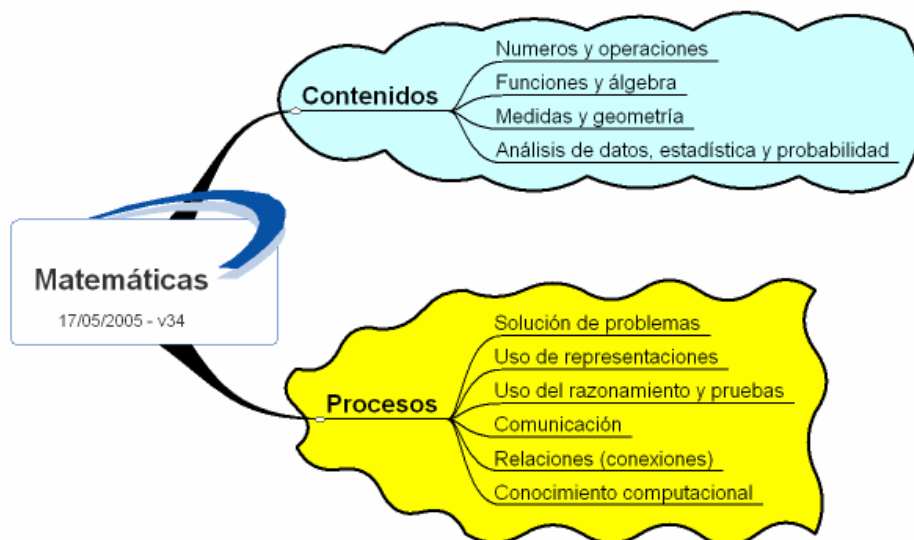 Matemáticas
17/05/2005 - v34
Contenidos
Numeros y operaciones
Funciones y álgebra
Medidas y geometría
Análisis de datos, estadística y probabilidad
Procesos
Solución de problemas
Uso de representaciones
Uso del razonamiento y pruebas
Comunicación
Relaciones (conexiones)
Conocimiento computacional